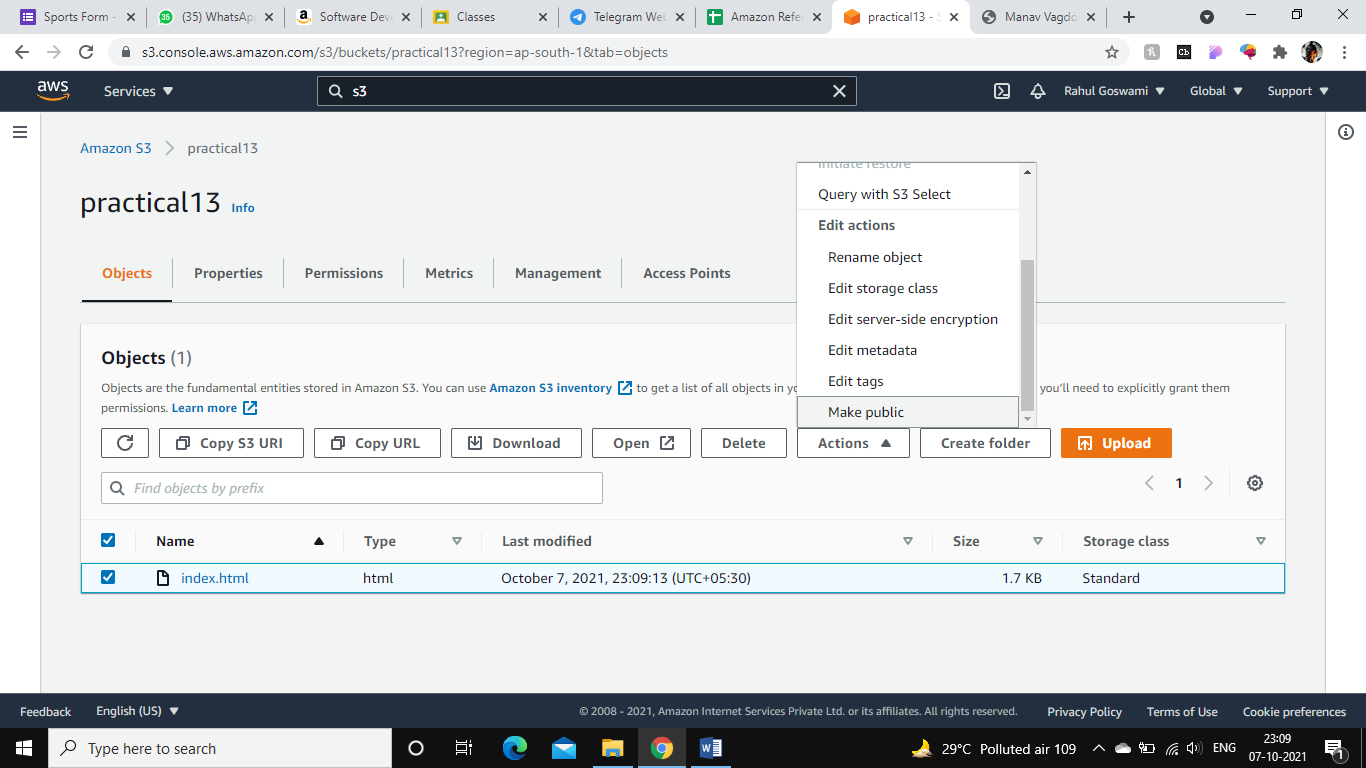 Sports Form -
(35) WhatsAp
Software Dev
Classes
Telegram Web
Amazon Refer
practical13 - S
Manav Vagdo
s3.console.aws.amazon.com/s3/buckets/practical13?region=ap-south-1&tab=objects
aws
Services
s3
Rahul Goswami
Global
Support
Amazon S3
practical13
practical13
Info
Objects
Properties
Permissions
Metrics
Management
Access Points
Initiate restore
Query with S3 Select
Edit actions
Rename object
Edit storage class
Edit server-side encryption
Edit metadata
Edit tags
Make public
Objects (1)
Objects are the fundamental entities stored in Amazon S3. You can use Amazon S3 inventory to get a list of all objects in yo you'll need to explicitly grant them
permissions. Learn more
Copy S3 URI
Copy URL
Download
Open
Delete
Actions
Create folder
Upload
Find objects by prefix
1
Name
Type
Last modified
Size
Storage class
index.html
html
October 7, 2021, 23:09:13 (UTC+05:30)
1.7 KB
Standard
Feedback
English (US)
© 2008 - 2021, Amazon Internet Services Private Ltd. or its affiliates. All rights reserved.
Privacy Policy
Terms of Use
Cookie preferences
Type here to search
29°C Polluted air 109
ENG
23:09
07-10-2021
1